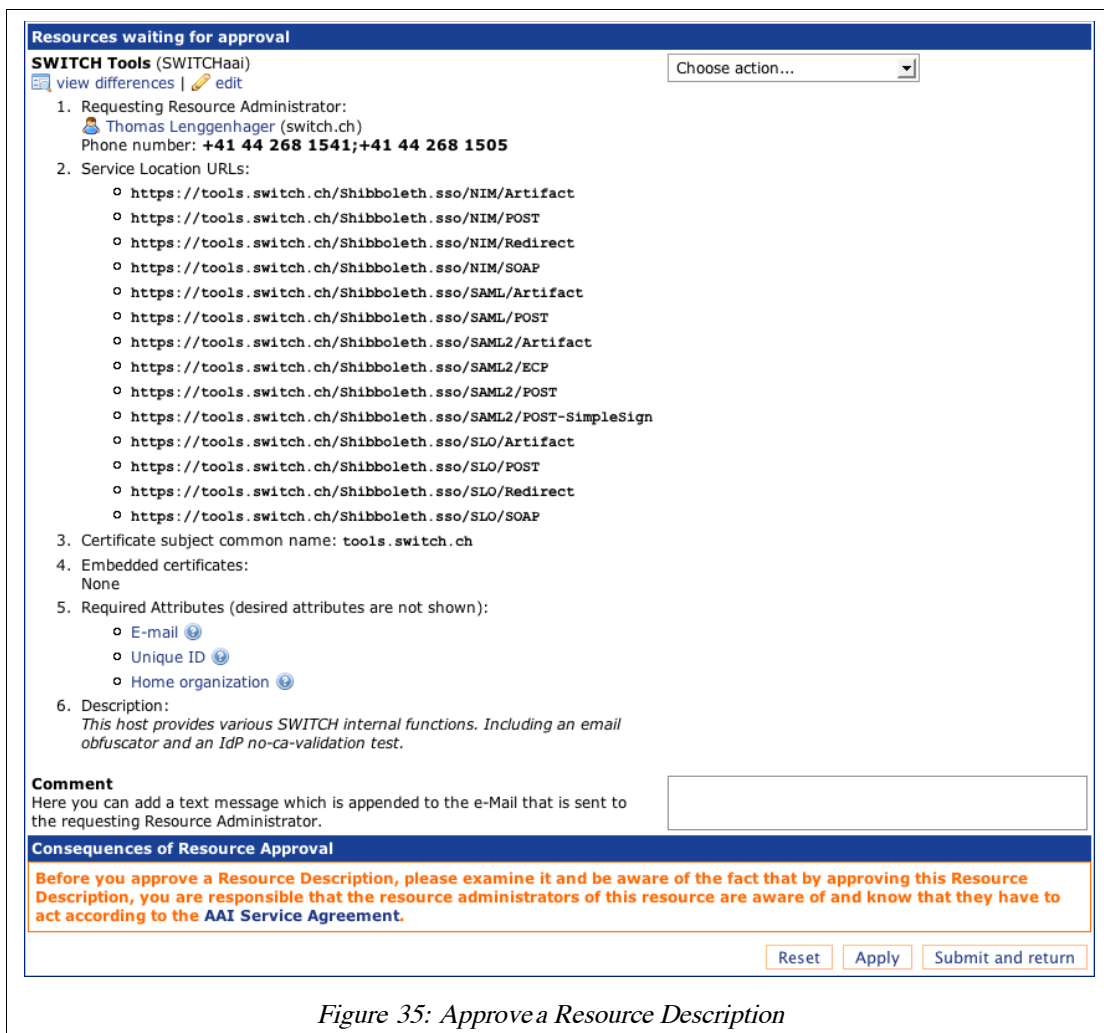 Resources waiting for approval
SWITCH Tools (SWITCHaai)
Choose action...
view differences | edit
1. Requesting Resource Administrator:
Thomas Lenggenhager (switch.ch)
Phone number: +41 44 268 1541;+41 44 268 1505
2. Service Location URLs:
https://tools.switch.ch/Shibboleth.sso/NIM/Artifact
https://tools.switch.ch/Shibboleth.sso/NIM/POST
https://tools.switch.ch/Shibboleth.sso/NIM/Redirect
https://tools.switch.ch/Shibboleth.sso/NIM/SOAP
https://tools.switch.ch/Shibboleth.sso/SAML/Artifact
https://tools.switch.ch/Shibboleth.sso/SAML/POST
https://tools.switch.ch/Shibboleth.sso/SAML2/Artifact
https://tools.switch.ch/Shibboleth.sso/SAML2/ECP
https://tools.switch.ch/Shibboleth.sso/SAML2/POST
https://tools.switch.ch/Shibboleth.sso/SAML2/POST-SimpleSign
https://tools.switch.ch/Shibboleth.sso/SLO/Artifact
https://tools.switch.ch/Shibboleth.sso/SLO/POST
https://tools.switch.ch/Shibboleth.sso/SLO/Redirect
https://tools.switch.ch/Shibboleth.sso/SLO/SOAP
3. Certificate subject common name: tools.switch.ch
4. Embedded certificates:
None
5. Required Attributes (desired attributes are not shown):
E-mail ?
Unique ID ?
Home organization ?
6. Description:
This host provides various SWITCH internal functions. Including an email
obfuscator and an IdP no-ca-validation test.
Comment
Here you can add a text message which is appended to the e-Mail that is sent to
the requesting Resource Administrator.
Consequences of Resource Approval
Before you approve a Resource Description, please examine it and be aware of the fact that by approving this Resource
Description, you are responsible that the resource administrators of this resource are aware of and know that they have to
act according to the AAI Service Agreement.
Reset Apply Submit and return
Figure 35: Approve a Resource Description